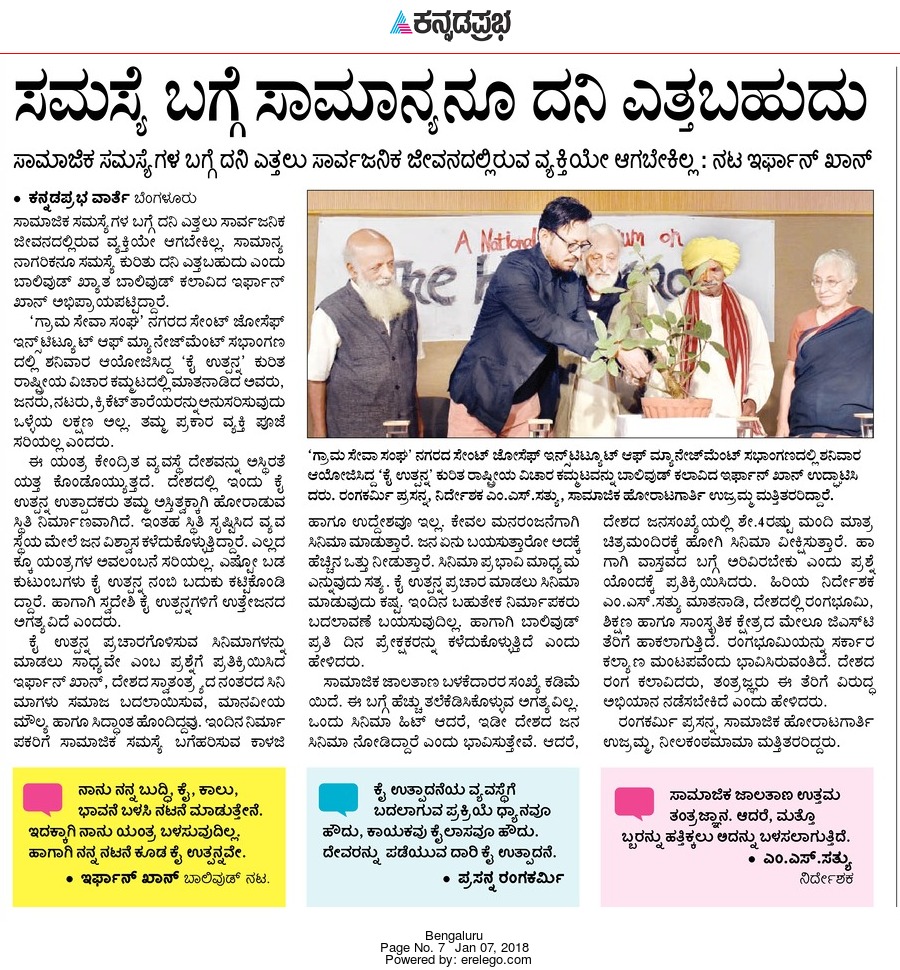 ಕನ್ನಡಪ್ರಭ
ಸಮಸ್ಯೆ ಬಗ್ಗೆ ಸಾಮಾನ್ಯನೂ ದನಿ ಎತ್ತಬಹುದು
ಸಾಮಾಜಿಕ ಸಮಸ್ಯೆಗಳ ಬಗ್ಗೆ ದನಿ ಎತ್ತಲು ಸಾರ್ವಜನಿಕ ಜೀವನದಲ್ಲಿರುವ ವ್ಯಕ್ತಿಯೇ ಆಗಬೇಕಿಲ್ಲ : ನಟ ಇರ್ಫಾನ್ ಖಾನ್
• ಕನ್ನಡಪ್ರಭ ವಾರ್ತೆ ಬೆಂಗಳೂರು
ಸಾಮಾಜಿಕ ಸಮಸ್ಯೆಗಳ ಬಗ್ಗೆ ದನಿ ಎತ್ತಲು ಸಾರ್ವಜನಿಕ
ಜೀವನದಲ್ಲಿರುವ ವ್ಯಕ್ತಿಯೇ ಆಗಬೇಕಿಲ್ಲ. ಸಾಮಾನ್ಯ
ನಾಗರಿಕನೂ ಸಮಸ್ಯೆ ಕುರಿತು ದನಿ ಎತ್ತಬಹುದು ಎಂದು
ಬಾಲಿವುಡ್ ಖ್ಯಾತ ಬಾಲಿವುಡ್ ಕಲಾವಿದ ಇರ್ಫಾನ್
ಖಾನ್ ಅಭಿಪ್ರಾಯಪಟ್ಟಿದ್ದಾರೆ.
'ಗ್ರಾಮ ಸೇವಾ ಸಂಘ' ನಗರದ ಸೇಂಟ್ ಜೋಸೆಫ್
ಇನ್ಸ್‌ಟಿಟ್ಯೂಟ್ ಆಫ್ ಮ್ಯಾನೇಜ್‌ಮೆಂಟ್ ಸಭಾಂಗಣ
ದಲ್ಲಿ ಶನಿವಾರ ಆಯೋಜಿಸಿದ್ದ 'ಕೈ ಉತ್ಪನ್ನ' ಕುರಿತ
ರಾಷ್ಟ್ರೀಯ ವಿಚಾರ ಕಮ್ಮಟದಲ್ಲಿ ಮಾತನಾಡಿದ ಅವರು,
ಜನರು,ನಟರು,ಕ್ರಿಕೆಟ್‌ತಾರೆಯರನ್ನುಅನುಸರಿಸುವುದು
ಒಳ್ಳೆಯ ಲಕ್ಷಣ ಅಲ್ಲ. ತಮ್ಮ ಪ್ರಕಾರ ವ್ಯಕ್ತಿ ಪೂಜೆ
ಸರಿಯಲ್ಲ ಎಂದರು.
ಈ ಯಂತ್ರ ಕೇಂದ್ರಿತ ವ್ಯವಸ್ಥೆ ದೇಶವನ್ನು ಅಸ್ಥಿರತೆ
ಯತ್ತ ಕೊಂಡೊಯ್ಯುತ್ತದೆ. ದೇಶದಲ್ಲಿ ಇಂದು ಕೈ
ಉತ್ಪನ್ನ ಉತ್ಪಾದಕರು ತಮ್ಮ ಅಸ್ತಿತ್ವಕ್ಕಾಗಿ ಹೋರಾಡುವ
ಸ್ಥಿತಿ ನಿರ್ಮಾಣವಾಗಿದೆ. ಇಂತಹ ಸ್ಥಿತಿ ಸೃಷ್ಟಿಸಿದ ವ್ಯವ
ಸ್ಥೆಯ ಮೇಲೆ ಜನ ವಿಶ್ವಾಸ ಕಳೆದುಕೊಳ್ಳುತ್ತಿದ್ದಾರೆ. ಎಲ್ಲದ
ಕ್ಕೂ ಯಂತ್ರಗಳ ಅವಲಂಬನೆ ಸರಿಯಲ್ಲ. ಎಷ್ಟೋ ಬಡ
ಕುಟುಂಬಗಳು ಕೈ ಉತ್ಪನ್ನ ನಂಬಿ ಬದುಕು ಕಟ್ಟಿಕೊಂಡಿ
ದ್ದಾರೆ. ಹಾಗಾಗಿ ಸ್ವದೇಶಿ ಕೈ ಉತ್ಪನ್ನಗಳಿಗೆ ಉತ್ತೇಜನದ
ಅಗತ್ಯವಿದೆ ಎಂದರು.
ಕೈ ಉತ್ಪನ್ನ ಪ್ರಚಾರಗೊಳಿಸುವ ಸಿನಿಮಾಗಳನ್ನು
ಮಾಡಲು ಸಾಧ್ಯವೇ ಎಂಬ ಪ್ರಶ್ನೆಗೆ ಪ್ರತಿಕ್ರಿಯಿಸಿದ
ಇರ್ಫಾನ್ ಖಾನ್, ದೇಶದ ಸ್ವಾತಂತ್ರ್ಯದ ನಂತರದ ಸಿನಿ
ಮಾಗಳು ಸಮಾಜ ಬದಲಾಯಿಸುವ, ಮಾನವೀಯ
ಮೌಲ್ಯ ಹಾಗೂ ಸಿದ್ಧಾಂತ ಹೊಂದಿದ್ದವು. ಇಂದಿನ ನಿರ್ಮಾ
ಪಕರಿಗೆ ಸಾಮಾಜಿಕ ಸಮಸ್ಯೆ ಬಗೆಹರಿಸುವ ಕಾಳಜಿ
A National
um on
'ಗ್ರಾಮ ಸೇವಾ ಸಂಘ' ನಗರದ ಸೇಂಟ್ ಜೋಸೆಫ್ ಇನ್ಸ್‌ಟಿಟ್ಯೂಟ್ ಆಫ್ ಮ್ಯಾನೇಜ್‌ಮೆಂಟ್ ಸಭಾಂಗಣದಲ್ಲಿ ಶನಿವಾರ
ಆಯೋಜಿಸಿದ್ದ 'ಕೈ ಉತ್ಪನ್ನ' ಕುರಿತ ರಾಷ್ಟ್ರೀಯ ವಿಚಾರ ಕಮ್ಮಟವನ್ನು ಬಾಲಿವುಡ್ ಕಲಾವಿದ ಇರ್ಫಾನ್ ಖಾನ್ ಉದ್ಘಾಟಿಸಿ
ದರು. ರಂಗಕರ್ಮಿ ಪ್ರಸನ್ನ, ನಿರ್ದೇಶಕ ಎಂ.ಎಸ್.ಸತ್ಯು, ಸಾಮಾಜಿಕ ಹೋರಾಟಗಾರ್ತಿ ಉಜ್ರಮ್ಮ ಮತ್ತಿತರರಿದ್ದಾರೆ.
ಹಾಗೂ ಉದ್ದೇಶವೂ ಇಲ್ಲ. ಕೇವಲ ಮನರಂಜನೆಗಾಗಿ
ಸಿನಿಮಾ ಮಾಡುತ್ತಾರೆ. ಜನ ಏನು ಬಯಸುತ್ತಾರೋ ಅದಕ್ಕೆ
ಹೆಚ್ಚಿನ ಒತ್ತು ನೀಡುತ್ತಾರೆ. ಸಿನಿಮಾ ಪ್ರಭಾವಿ ಮಾಧ್ಯಮ
ಎನ್ನುವುದು ಸತ್ಯ. ಕೈ ಉತ್ಪನ್ನ ಪ್ರಚಾರ ಮಾಡಲು ಸಿನಿಮಾ
ಮಾಡುವುದು ಕಷ್ಟ. ಇಂದಿನ ಬಹುತೇಕ ನಿರ್ಮಾಪಕರು
ಬದಲಾವಣೆ ಬಯಸುವುದಿಲ್ಲ. ಹಾಗಾಗಿ ಬಾಲಿವುಡ್
ಪ್ರತಿ ದಿನ ಪ್ರೇಕ್ಷಕರನ್ನು ಕಳೆದುಕೊಳ್ಳುತ್ತಿದೆ ಎಂದು
ಹೇಳಿದರು.
ಸಾಮಾಜಿಕ ಜಾಲತಾಣ ಬಳಕೆದಾರರ ಸಂಖ್ಯೆ ಕಡಿಮೆ
ಯಿದೆ. ಈ ಬಗ್ಗೆ ಹೆಚ್ಚು ತಲೆಕೆಡಿಸಿಕೊಳ್ಳುವ ಅಗತ್ಯವಿಲ್ಲ.
ಒಂದು ಸಿನಿಮಾ ಹಿಟ್ ಆದರೆ, ಇಡೀ ದೇಶದ ಜನ
ಸಿನಿಮಾ ನೋಡಿದ್ದಾರೆ ಎಂದು ಭಾವಿಸುತ್ತೇವೆ. ಆದರೆ,
ದೇಶದ ಜನಸಂಖ್ಯೆಯಲ್ಲಿ ಶೇ.4ರಷ್ಟು ಮಂದಿ ಮಾತ್ರ
ಚಿತ್ರಮಂದಿರಕ್ಕೆ ಹೋಗಿ ಸಿನಿಮಾ ವೀಕ್ಷಿಸುತ್ತಾರೆ. ಹಾ
ಗಾಗಿ ವಾಸ್ತವದ ಬಗ್ಗೆ ಅರಿವಿರಬೇಕು ಎಂದು ಪ್ರಶ್ನೆ
ಯೊಂದಕ್ಕೆ ಪ್ರತಿಕ್ರಿಯಿಸಿದರು. ಹಿರಿಯ ನಿರ್ದೇಶಕ
ಎಂ.ಎಸ್.ಸತ್ಯು ಮಾತನಾಡಿ, ದೇಶದಲ್ಲಿ ರಂಗಭೂಮಿ,
ಶಿಕ್ಷಣ ಹಾಗೂ ಸಾಂಸ್ಕೃತಿಕ ಕ್ಷೇತ್ರದ ಮೇಲೂ ಜಿಎಸ್‌ಟಿ
ತೆರಿಗೆ ಹಾಕಲಾಗುತ್ತಿದೆ. ರಂಗಭೂಮಿಯನ್ನು ಸರ್ಕಾರ
ಕಲ್ಯಾಣ ಮಂಟಪವೆಂದು ಭಾವಿಸಿರುವಂತಿದೆ. ದೇಶದ
ರಂಗ ಕಲಾವಿದರು, ತಂತ್ರಜ್ಞರು ಈ ತೆರಿಗೆ ವಿರುದ್ಧ
ಅಭಿಯಾನ ನಡೆಸಬೇಕಿದೆ ಎಂದು ಹೇಳಿದರು.
ರಂಗಕರ್ಮಿ ಪ್ರಸನ್ನ, ಸಾಮಾಜಿಕ ಹೋರಾಟಗಾರ್ತಿ
ಉಜ್ರಮ್ಮ, ನೀಲಕಂಠಮಾಮಾ ಮತ್ತಿತರರಿದ್ದರು.
ನಾನು ನನ್ನ ಬುದ್ಧಿ, ಕೈ, ಕಾಲು,
ಭಾವನೆ ಬಳಸಿ ನಟನೆ ಮಾಡುತ್ತೇನೆ.
ಇದಕ್ಕಾಗಿ ನಾನು ಯಂತ್ರ ಬಳಸುವುದಿಲ್ಲ.
ಹಾಗಾಗಿ ನನ್ನ ನಟನೆ ಕೂಡ ಕೈ ಉತ್ಪನ್ನವೇ.
• ಇರ್ಫಾನ್ ಖಾನ್ ಬಾಲಿವುಡ್ ನಟ.
ಕೈ ಉತ್ಪಾದನೆಯ ವ್ಯವಸ್ಥೆಗೆ
ಬದಲಾಗುವ ಪ್ರಕ್ರಿಯೆ ಧ್ಯಾನವೂ
ಹೌದು, ಕಾಯಕವು ಕೈಲಾಸವೂ ಹೌದು.
ದೇವರನ್ನು ಪಡೆಯುವ ದಾರಿ ಕೈ ಉತ್ಪಾದನೆ.
• ಪ್ರಸನ್ನ ರಂಗಕರ್ಮಿ
ಸಾಮಾಜಿಕ ಜಾಲತಾಣ ಉತ್ತಮ
ತಂತ್ರಜ್ಞಾನ. ಆದರೆ, ಮತ್ತೊ
ಬ್ಬರನ್ನು ಹತ್ತಿಕ್ಕಲು ಅದನ್ನು ಬಳಸಲಾಗುತ್ತಿದೆ.
• ಎಂ.ಎಸ್.ಸತ್ಯು
ನಿರ್ದೇಶಕ
Bengaluru
Page No. 7 Jan 07, 2018
Powered by: erelego.com